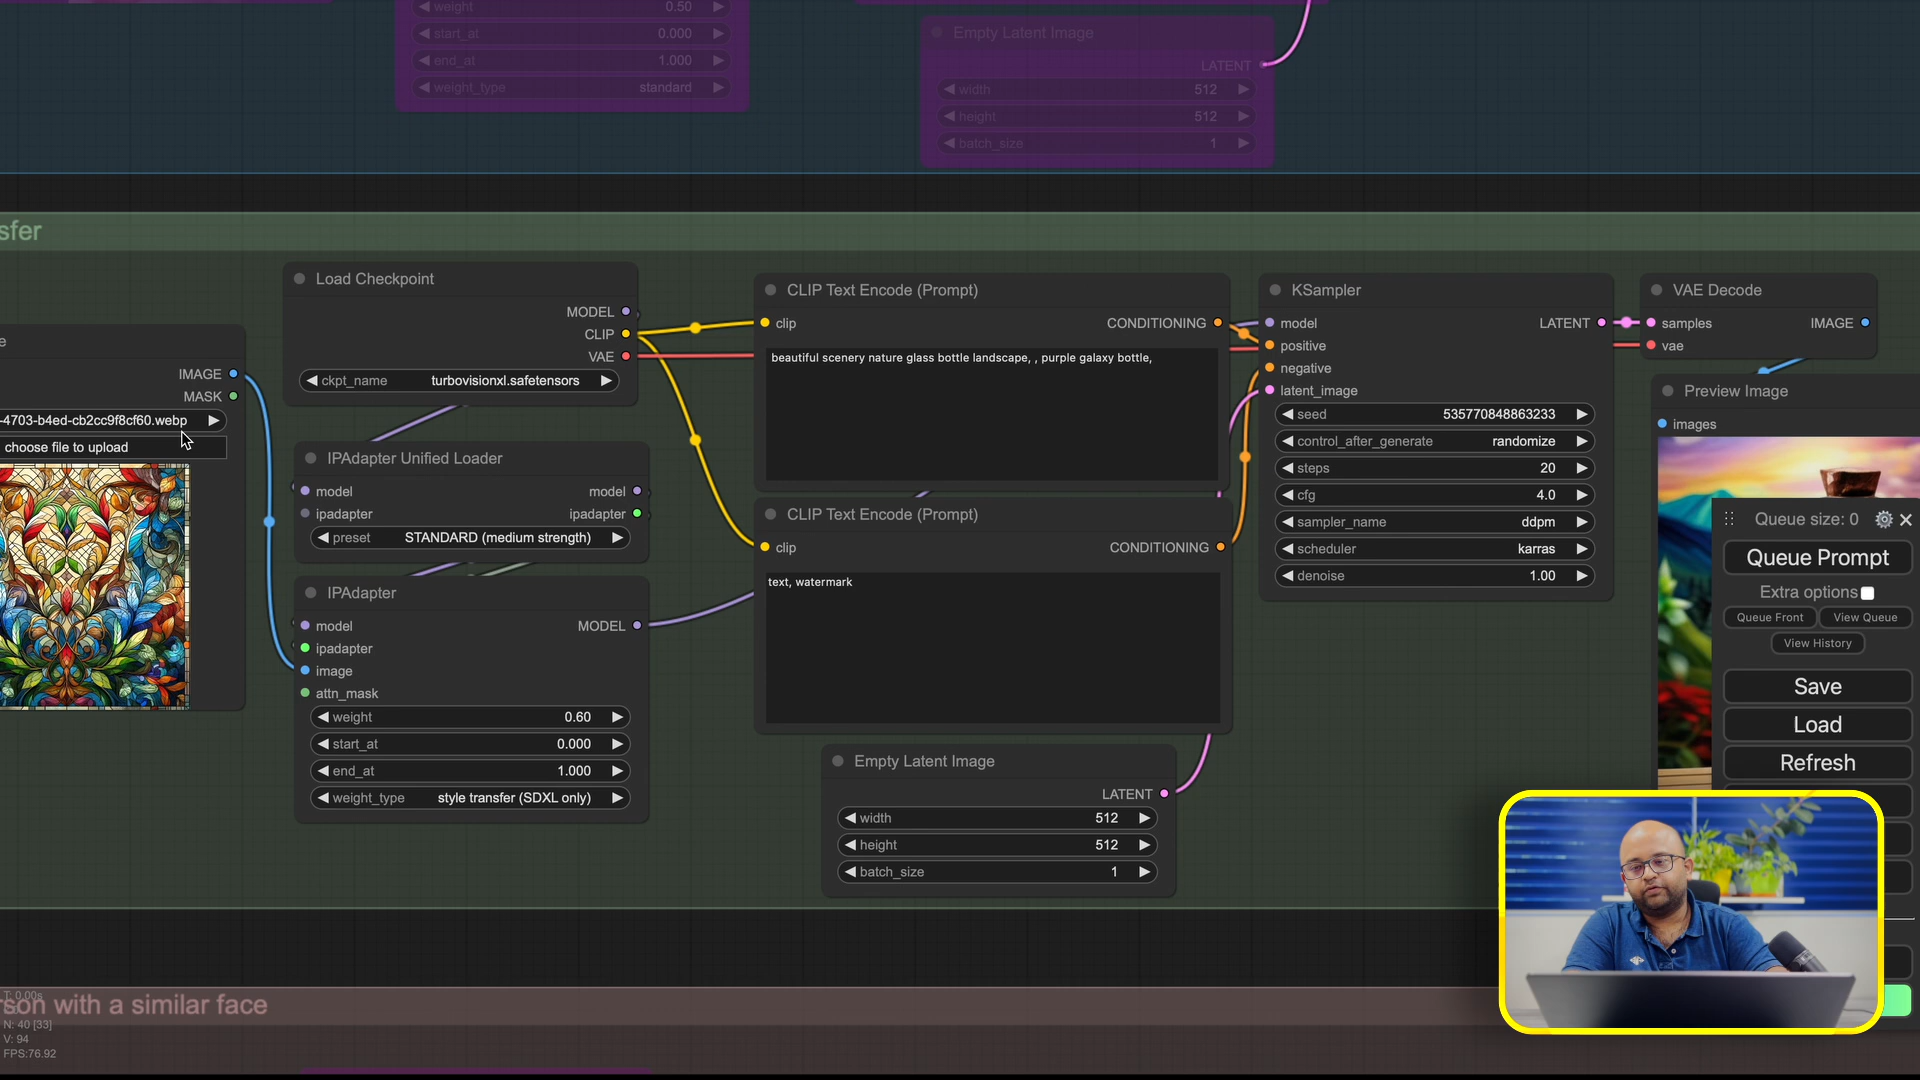 weight 0.50
start_at 0.000
end_at 1.000
weight_type standard
Empty Latent Image
LATENT
width 512
height 512
batch_size 1
sfer
e
IMAGE
MASK
-4703-b4ed-cb2cc9f8cf60.webp
choose file to upload
Load Checkpoint
MODEL
CLIP
VAE
ckpt_name turbovisionxl.safetensors
IPAdapter Unified Loader
model model
ipadapter ipadapter
preset STANDARD (medium strength)
IPAdapter
model MODEL
ipadapter
image
attn_mask
weight 0.60
start_at 0.000
end_at 1.000
weight_type style transfer (SDXL only)
CLIP Text Encode (Prompt)
clip CONDITIONING
beautiful scenery nature glass bottle landscape, , purple galaxy bottle,
CLIP Text Encode (Prompt)
clip CONDITIONING
text, watermark
Empty Latent Image
LATENT
width 512
height 512
batch_size 1
KSampler
model LATENT
positive
negative
latent_image
seed 535770848863233
control_after_generate randomize
steps 20
cfg 4.0
sampler_name ddpm
scheduler karras
denoise 1.00
VAE Decode
samples IMAGE
vae
Preview Image
images
Queue size: 0
Queue Prompt
Extra options
Queue Front View Queue
View History
Save
Load
Refresh
rson with a similar face
T: 0.00s
N: 40 [33]
V: 94
FPS:76.92